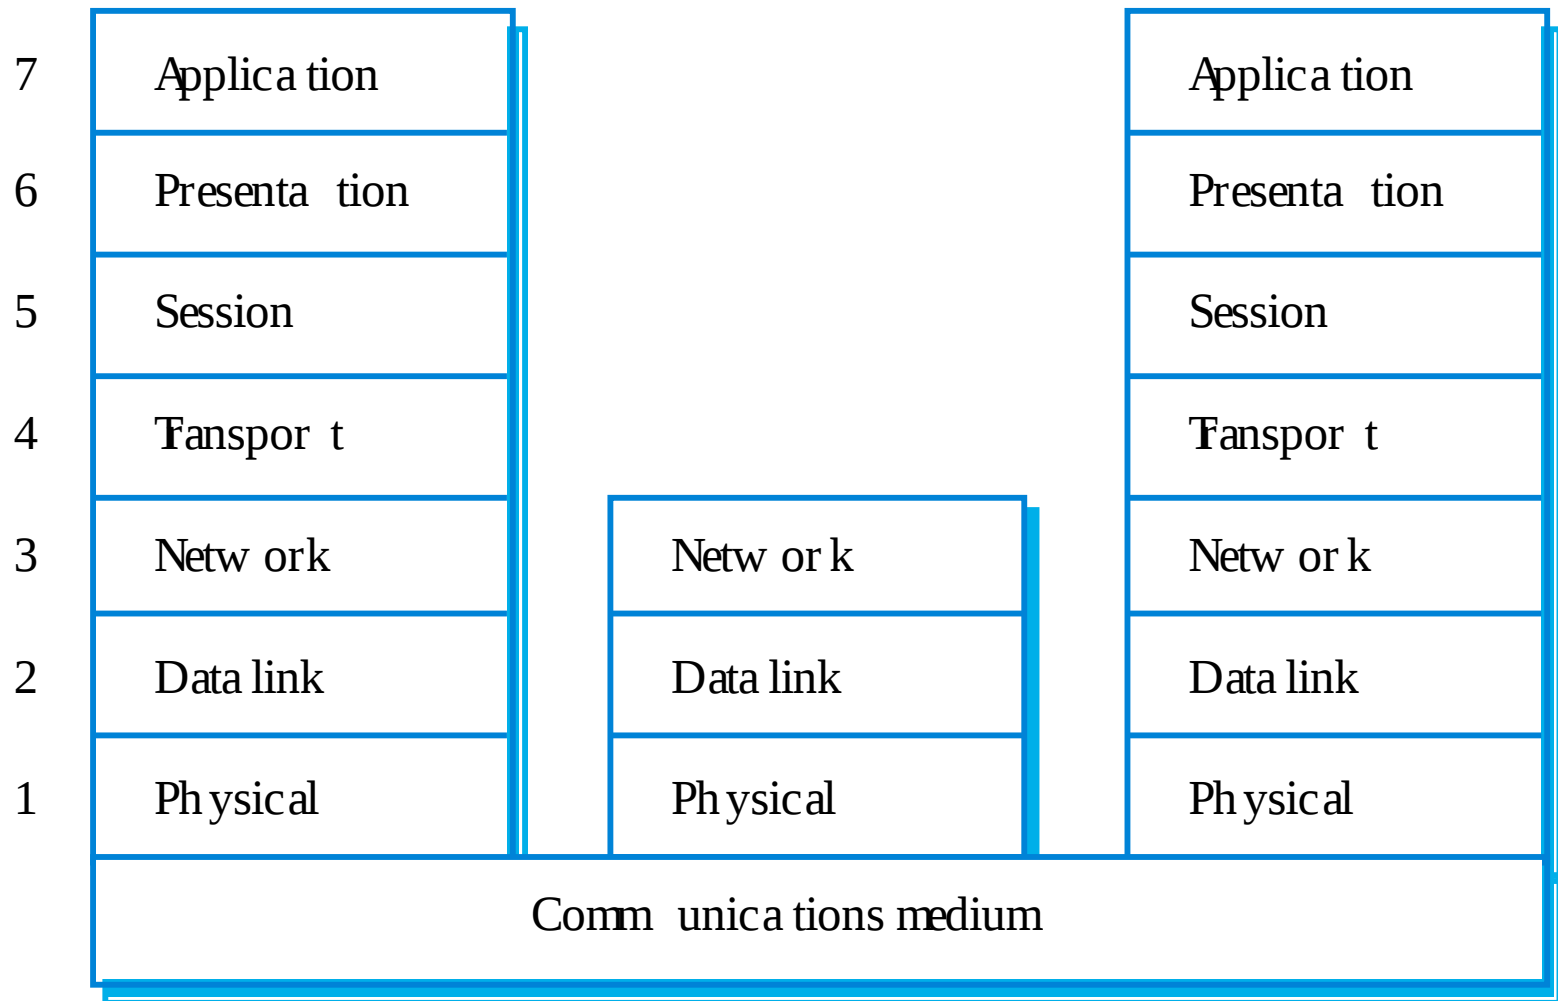 7 Application Application
6 Presentation Presentation
5 Session Session
4 Transport Transport
3 Network Network Network
2 Data link Data link Data link
1 Physical Physical Physical
Communications medium